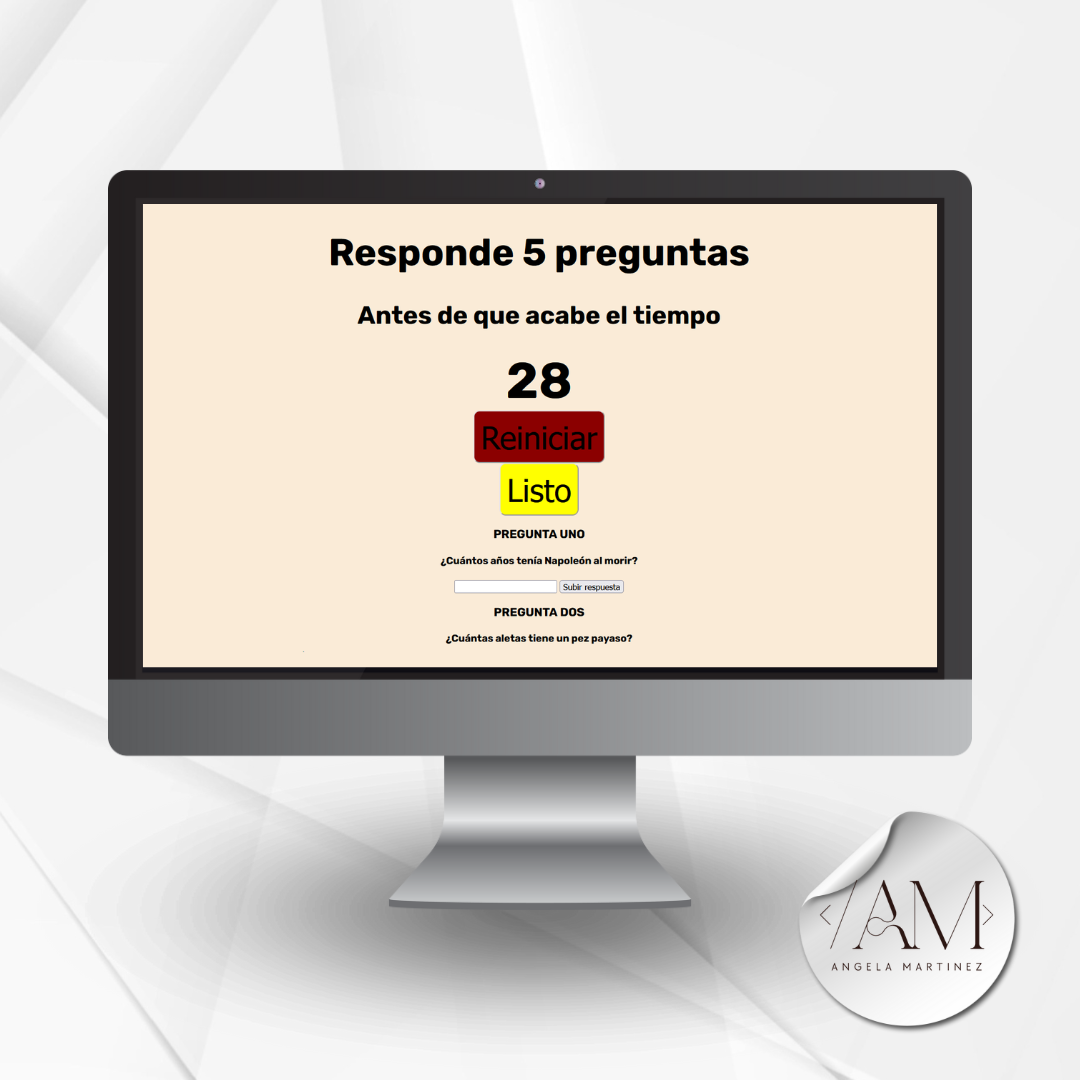 Responde 5 preguntas
Antes de que acabe el tiempo
28
Reiniciar
Listo
PREGUNTA UNO
¿Cuántos años tenía Napoleón al morir?
Subir respuesta
PREGUNTA DOS
¿Cuántas aletas tiene un pez payaso?
</AM>
ANGELA MARTINEZ